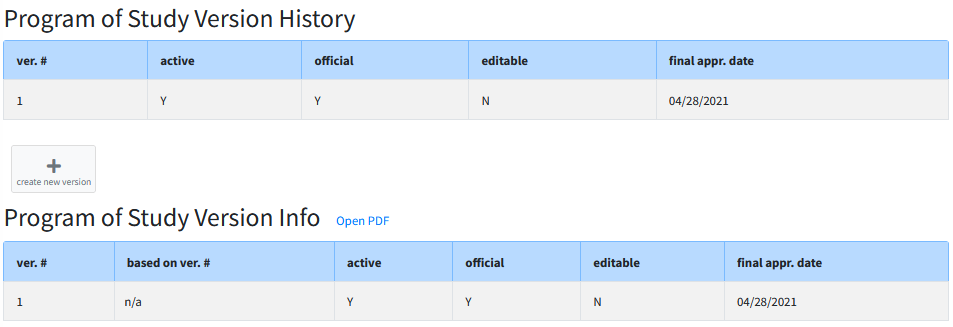 Program of Study Version History
ver. # active official editable final appr. date
1 Y Y N 04/28/2021
+
create new version
Program of Study Version Info Open PDF
ver. # based on ver. # active official editable final appr. date
1 n/a Y Y N 04/28/2021